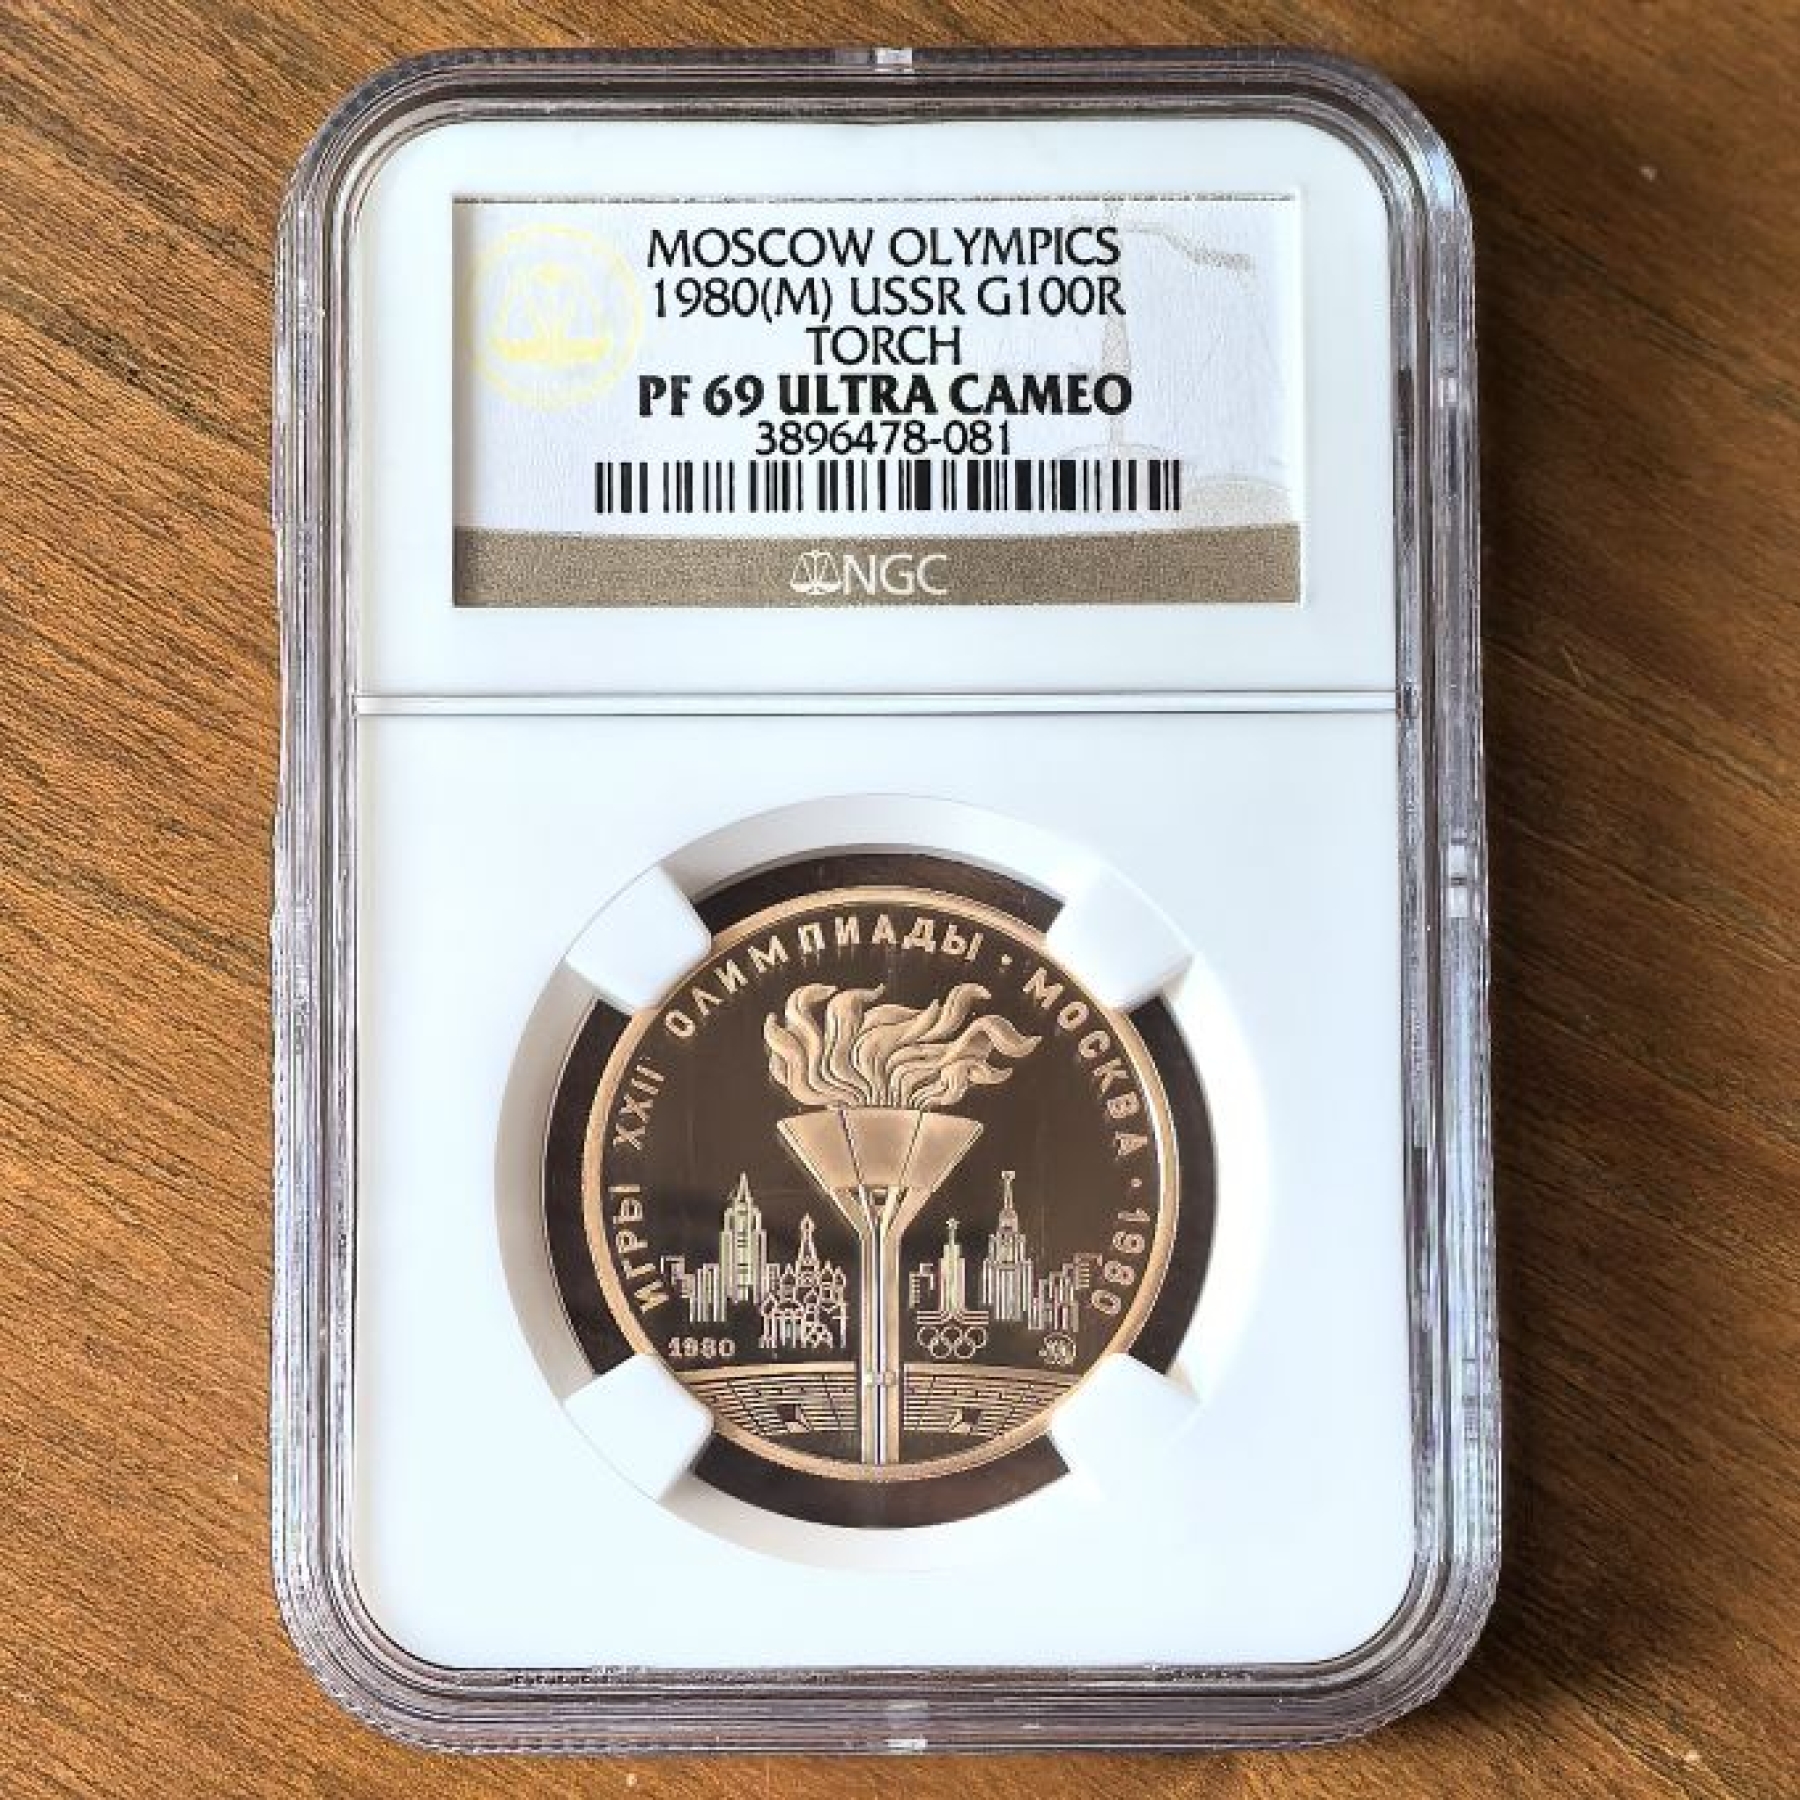 MOSCOW OLYMPICS
1980(M) USSR G100R
TORCH
PF 69 ULTRA CAMEO
3896478-081
NGC
ИГРЫ XXII ОЛИМПИАДЫ · МОСКВА · 1980
1980